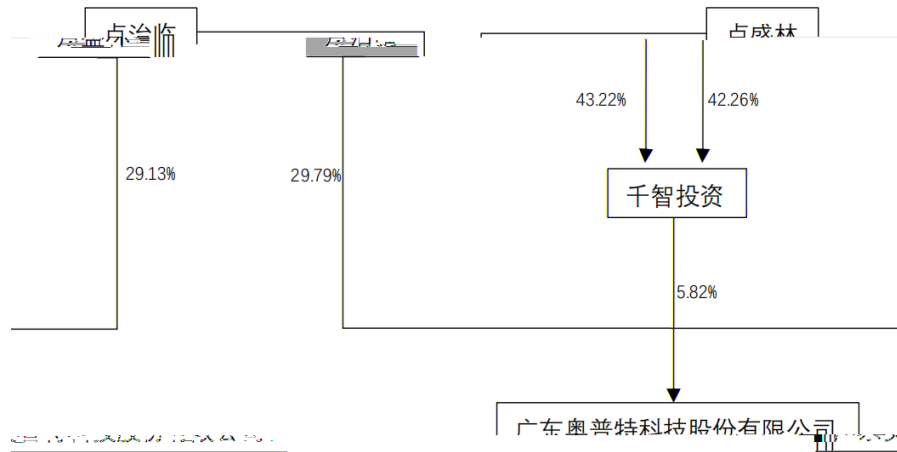 卢治临
卢盛林
43.22%
42.26%
29.13%
29.79%
千智投资
5.82%
广东奥普特科技股份有限公司